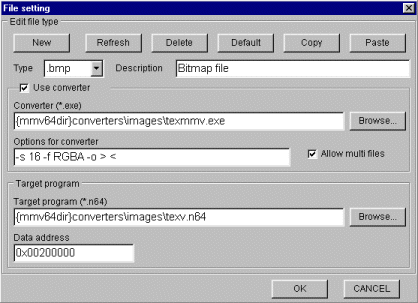 File setting
Edit file type
New Refresh Delete Default Copy Paste
Type .bmp Description Bitmap file
Use converter
Converter (*.exe)
{mmv64dir}converters\images\texmmv.exe Browse...
Options for converter
-s 16 -f RGBA -o > < Allow multi files
Target program
Target program (*.n64)
{mmv64dir}converters\images\texv.n64 Browse...
Data address
0x00200000
OK CANCEL